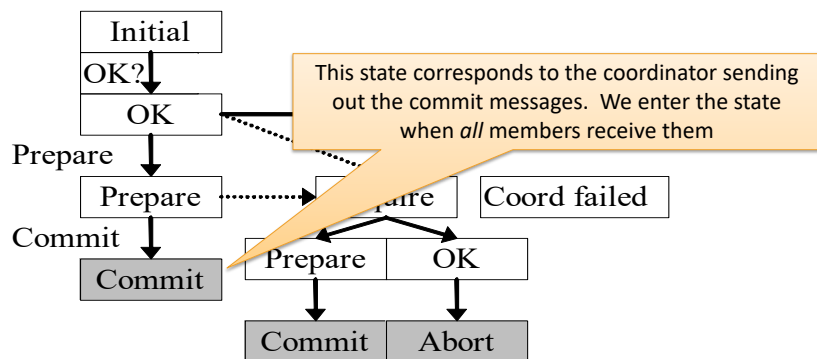 Initial
OK?
This state corresponds to the coordinator sending
out the commit messages. We enter the state
when all members receive them
OK
Prepare
Prepare
Coord failed
Commit
Prepare
OK
Commit
Commit
Abort